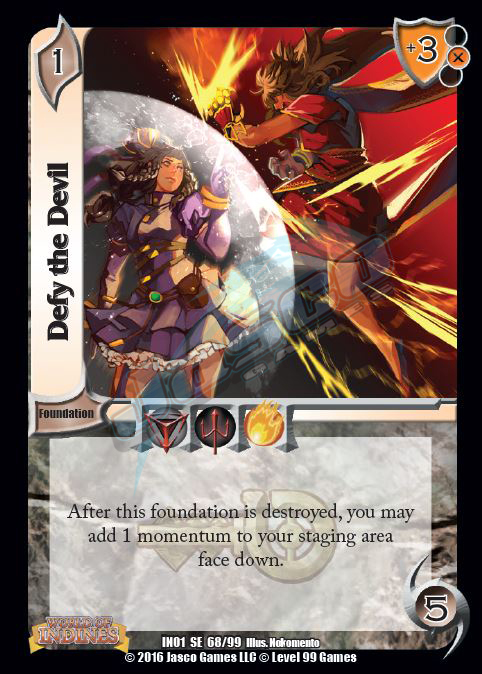 1
+3
Defy the Devil
Foundation
After this foundation is destroyed, you may
add 1 momentum to your staging area
face down.
5
WORLD OF
INDINES
IN01 SE 68/99 Illus. Nokomento
© 2016 Jasco Games LLC © Level 99 Games